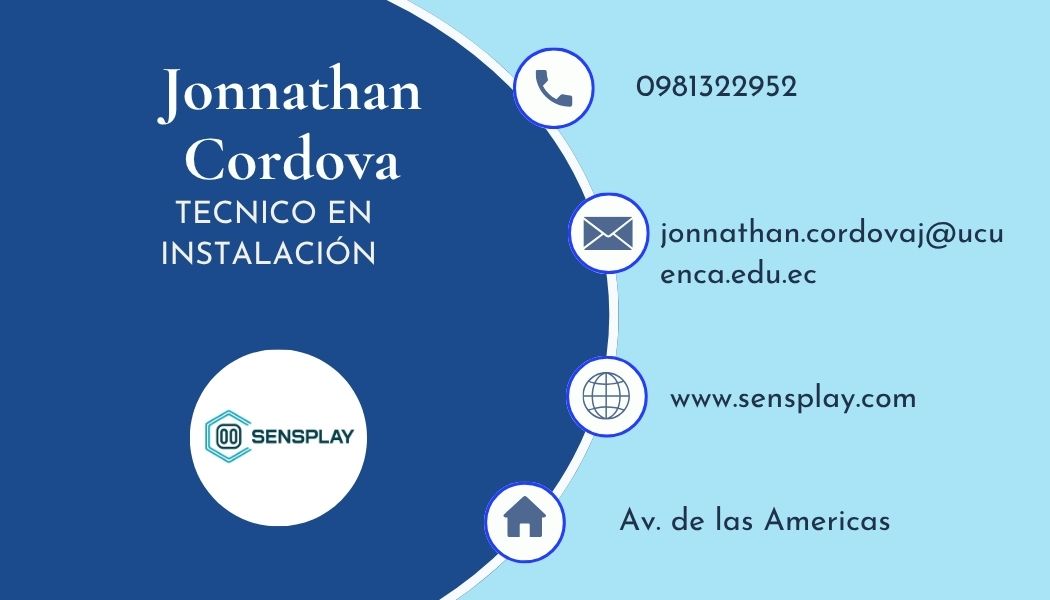 Jonnathan
Cordova
TECNICO EN
INSTALACIÓN
SENSPLAY
0981322952
jonnathan.cordovaj@ucu
enca.edu.ec
www.sensplay.com
Av. de las Americas